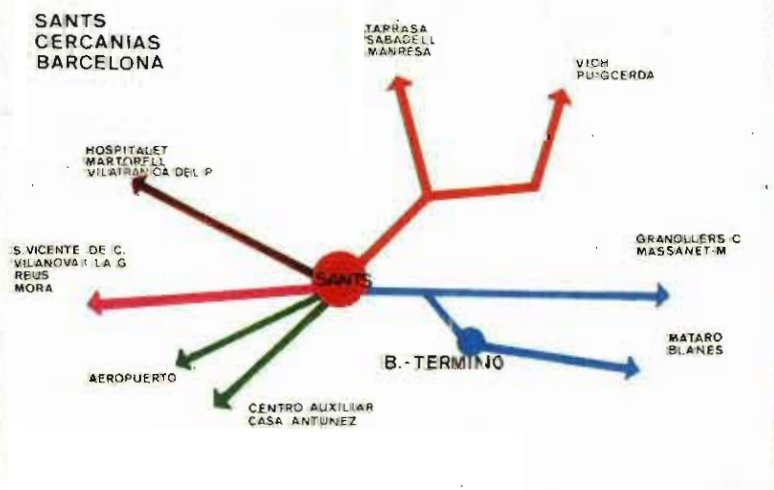 SANTS
CERCANIAS
BARCELONA
TARRASA
SABADELL
MANRESA
VICH
PUIGCERDA
HOSPITALET
MARTORELL
VILAFRANCA DEL P
S.VICENTE DE C.
VILANOVA I LA G
REUS
MORA
SANTS
GRANOLLERS C
MASSANET-M
MATARO
BLANES
B.-TERMINO
AEROPUERTO
CENTRO AUXILIAR
CASA ANTUNEZ